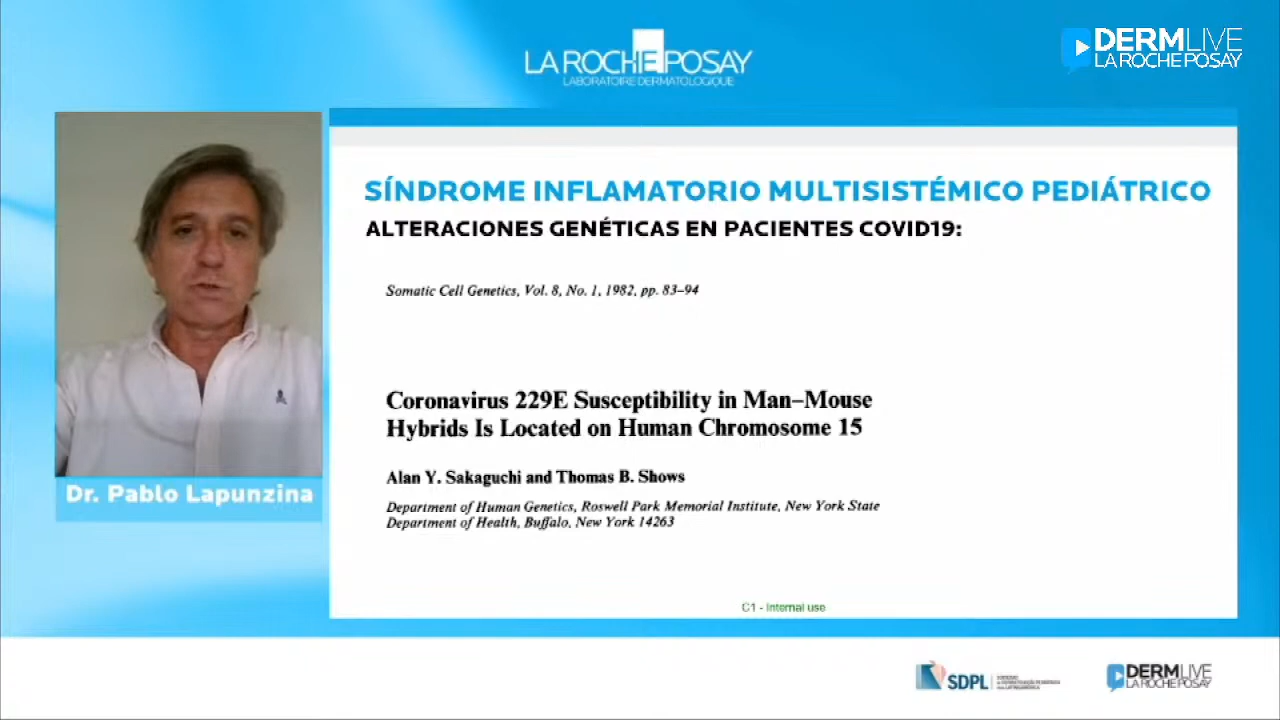 LA ROCHE POSAY
LABORATOIRE DERMATOLOGIQUE
DERMLIVE
LA ROCHE POSAY
SÍNDROME INFLAMATORIO MULTISISTÉMICO PEDIÁTRICO
ALTERACIONES GENÉTICAS EN PACIENTES COVID19:
Somatic Cell Genetics, Vol. 8, No. 1, 1982, pp. 83–94
Coronavirus 229E Susceptibility in Man–Mouse
Hybrids Is Located on Human Chromosome 15
Alan Y. Sakaguchi and Thomas B. Shows
Department of Human Genetics, Roswell Park Memorial Institute, New York State
Department of Health, Buffalo, New York 14263
Dr. Pablo Lapunzina
C1 - Internal use
SDPL
DERMLIVE
LA ROCHE POSAY